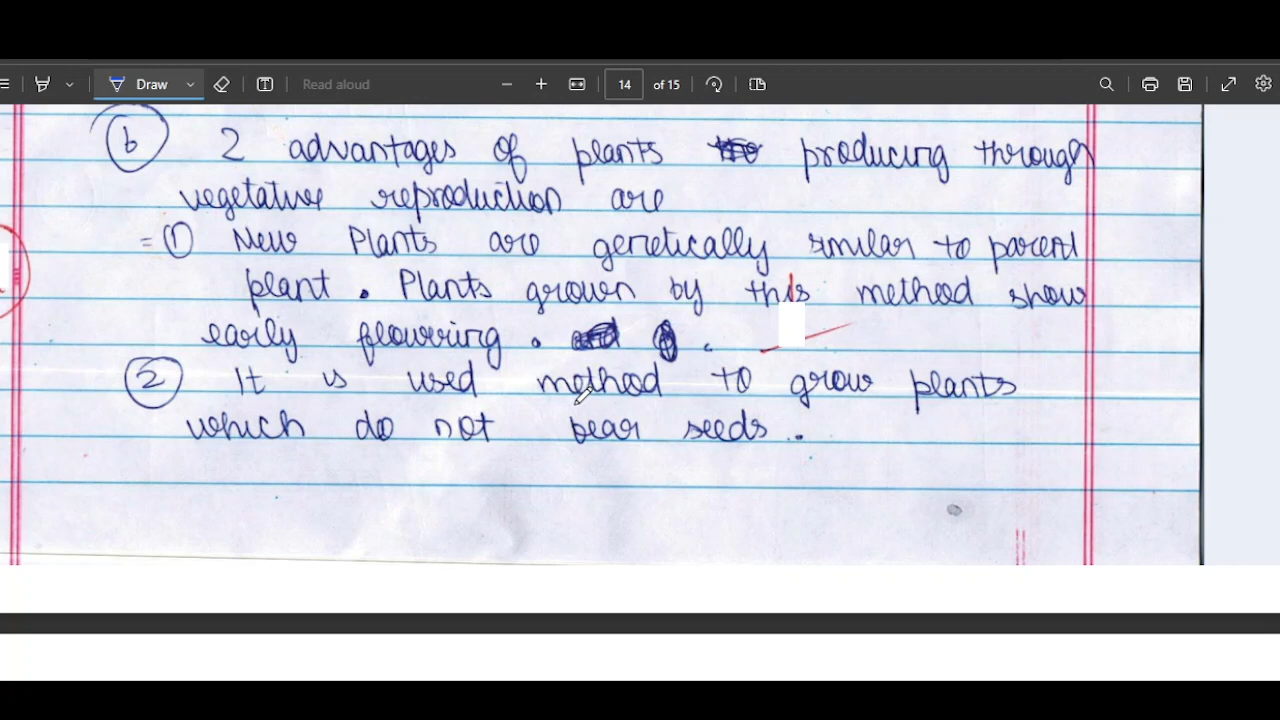 Draw
Read aloud
14 of 15
b 2 advantages of plants producing through
vegetative reproduction are
= 1 New Plants are genetically similar to parent
plant. Plants grown by this method show
early flowring.
2 It is used method to grow plants
which do not bear seeds.